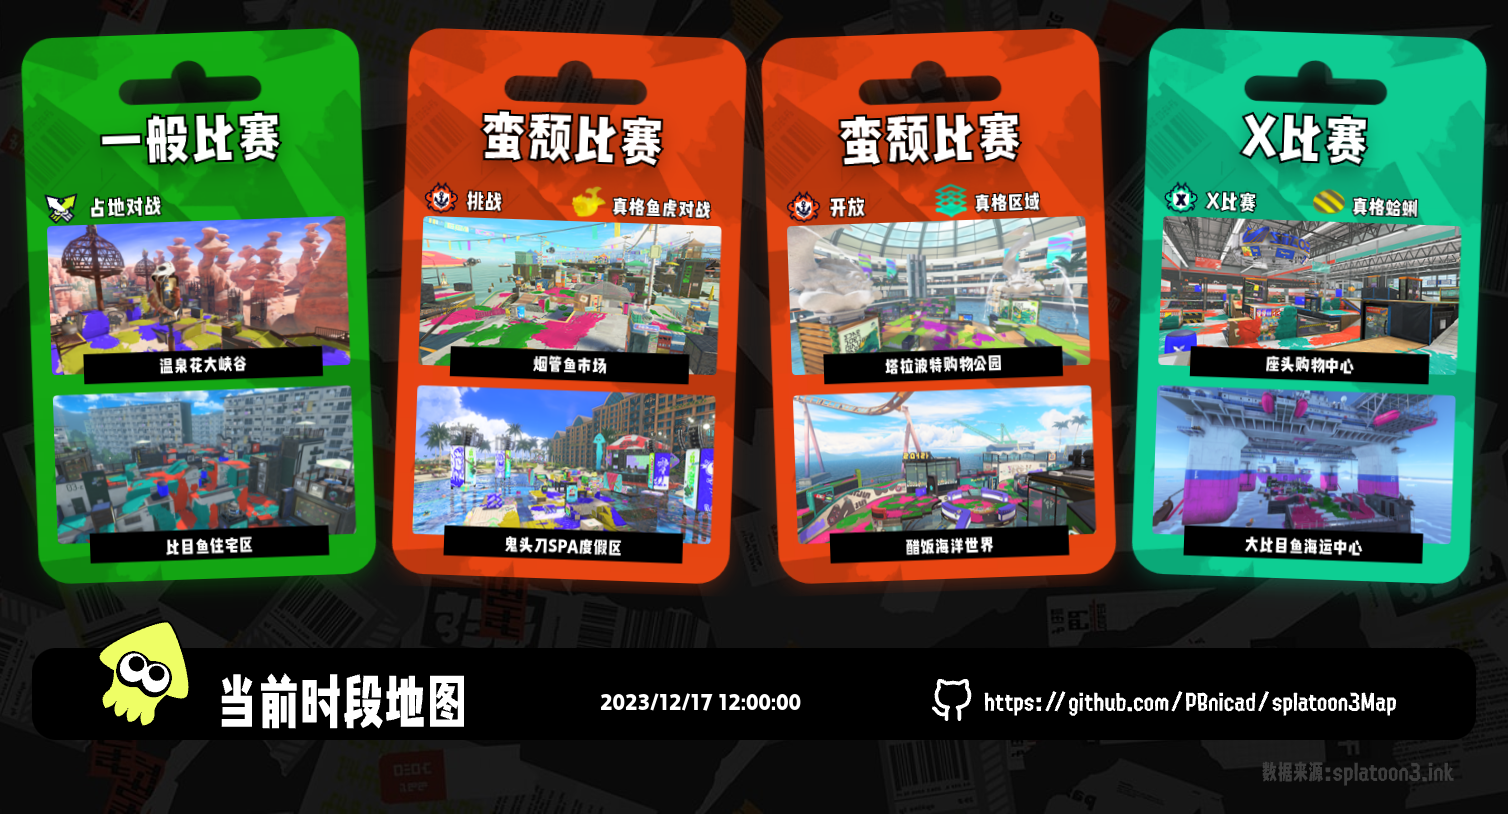 一般比赛
占地对战
温泉花大峡谷
比目鱼住宅区
蛮颓比赛
挑战
真格鱼虎对战
烟管鱼市场
鬼头刀SPA度假区
蛮颓比赛
开放
真格区域
塔拉波特购物公园
醋饭海洋世界
X比赛
X比赛
真格蛤蜊
座头购物中心
大比目鱼海运中心
当前时段地图
2023/12/17 12:00:00
https://github.com/PBnicad/splatoon3Map
数据来源:splatoon3.ink